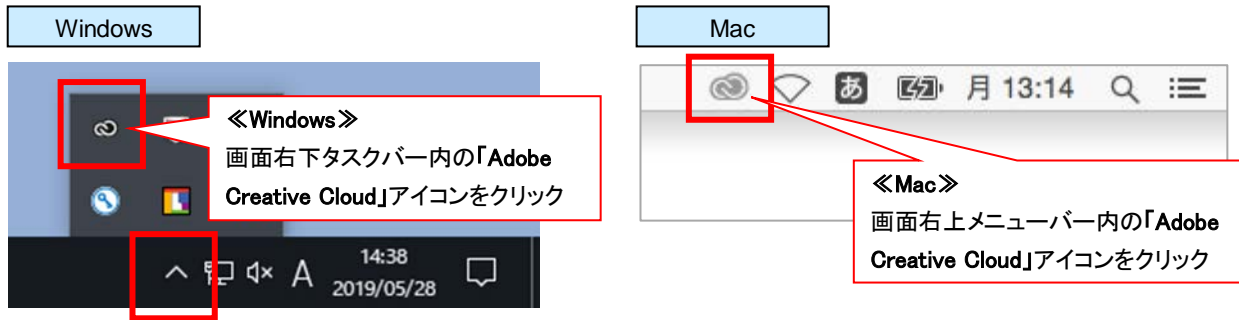 Windows
≪Windows≫
画面右下タスクバー内の「Adobe
Creative Cloud」アイコンをクリック
A
14:38
2019/05/28
Mac
あ
月 13:14
≪Mac≫
画面右上メニューバー内の「Adobe
Creative Cloud」アイコンをクリック